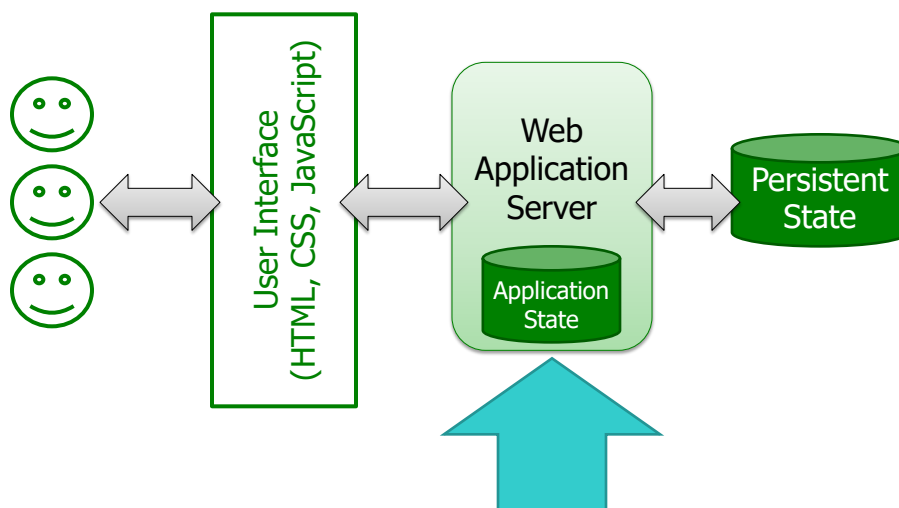 User Interface
(HTML, CSS, JavaScript)
Web
Application
Server
Application
State
Persistent
State